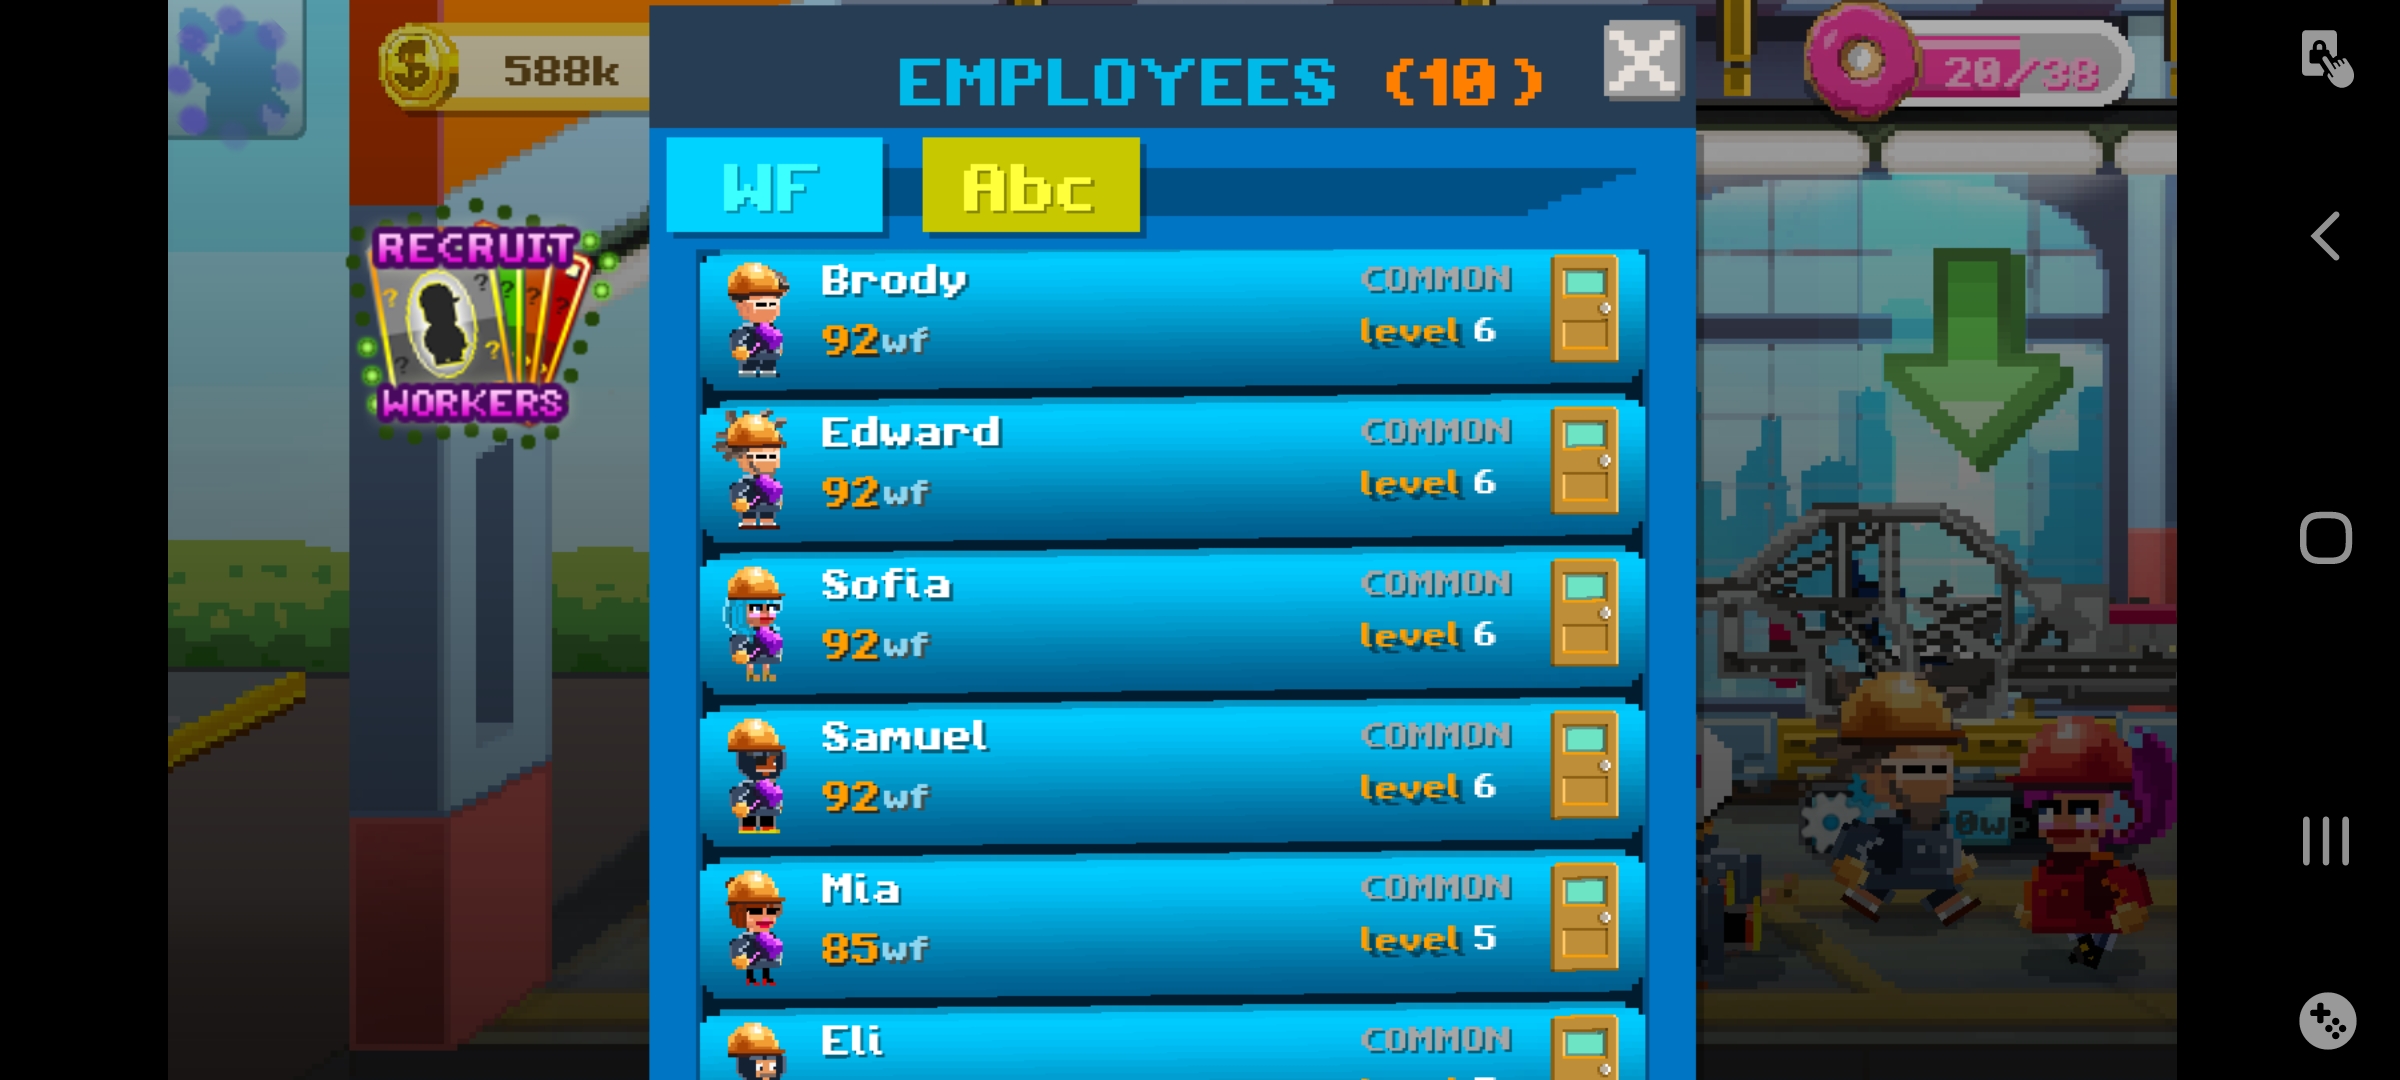 588k
EMPLOYEES (10)
20/38
WF
Abc
RECRUIT
WORKERS
Brody
COMMON
92wf
level 6
Edward
COMMON
92wf
level 6
Sofia
COMMON
92wf
level 6
Samuel
COMMON
92wf
level 6
Mia
COMMON
85wf
level 5
Eli
COMMON
0wp